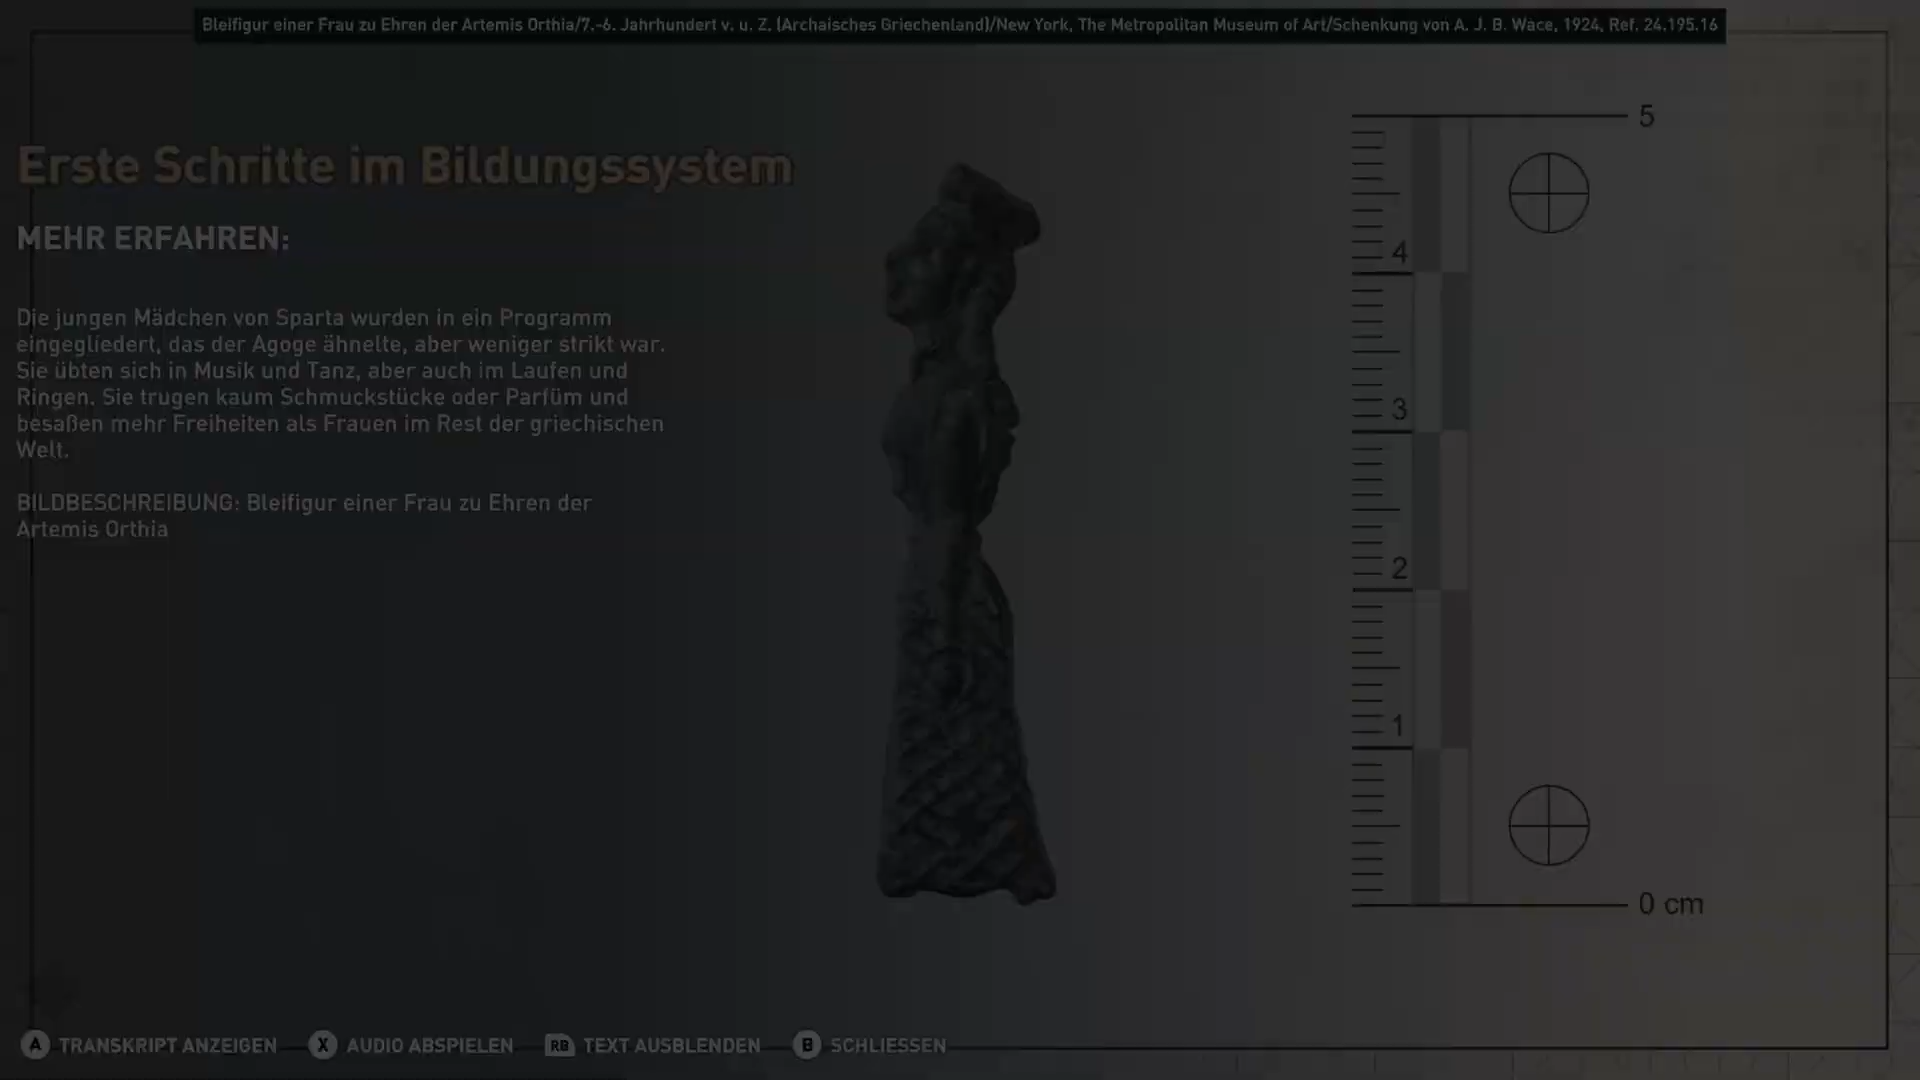 Bleifigur einer Frau zu Ehren der Artemis Orthia/7.-6. Jahrhundert v. u. Z. (Archaisches Griechenland)/New York, The Metropolitan Museum of Art/Schenkung von A. J. B. Wace, 1924, Ref. 24.195.16
Erste Schritte im Bildungssystem
MEHR ERFAHREN:
Die jungen Mädchen von Sparta wurden in ein Programm
eingegliedert, das der Agoge ähnelte, aber weniger strikt war.
Sie übten sich in Musik und Tanz, aber auch im Laufen und
Ringen. Sie trugen kaum Schmuckstücke oder Parfüm und
besaßen mehr Freiheiten als Frauen im Rest der griechischen
Welt.
BILDBESCHREIBUNG: Bleifigur einer Frau zu Ehren der
Artemis Orthia
5
4
3
2
1
0 cm
A TRANSKRIPT ANZEIGEN X AUDIO ABSPIELEN RB TEXT AUSBLENDEN B SCHLIESSEN